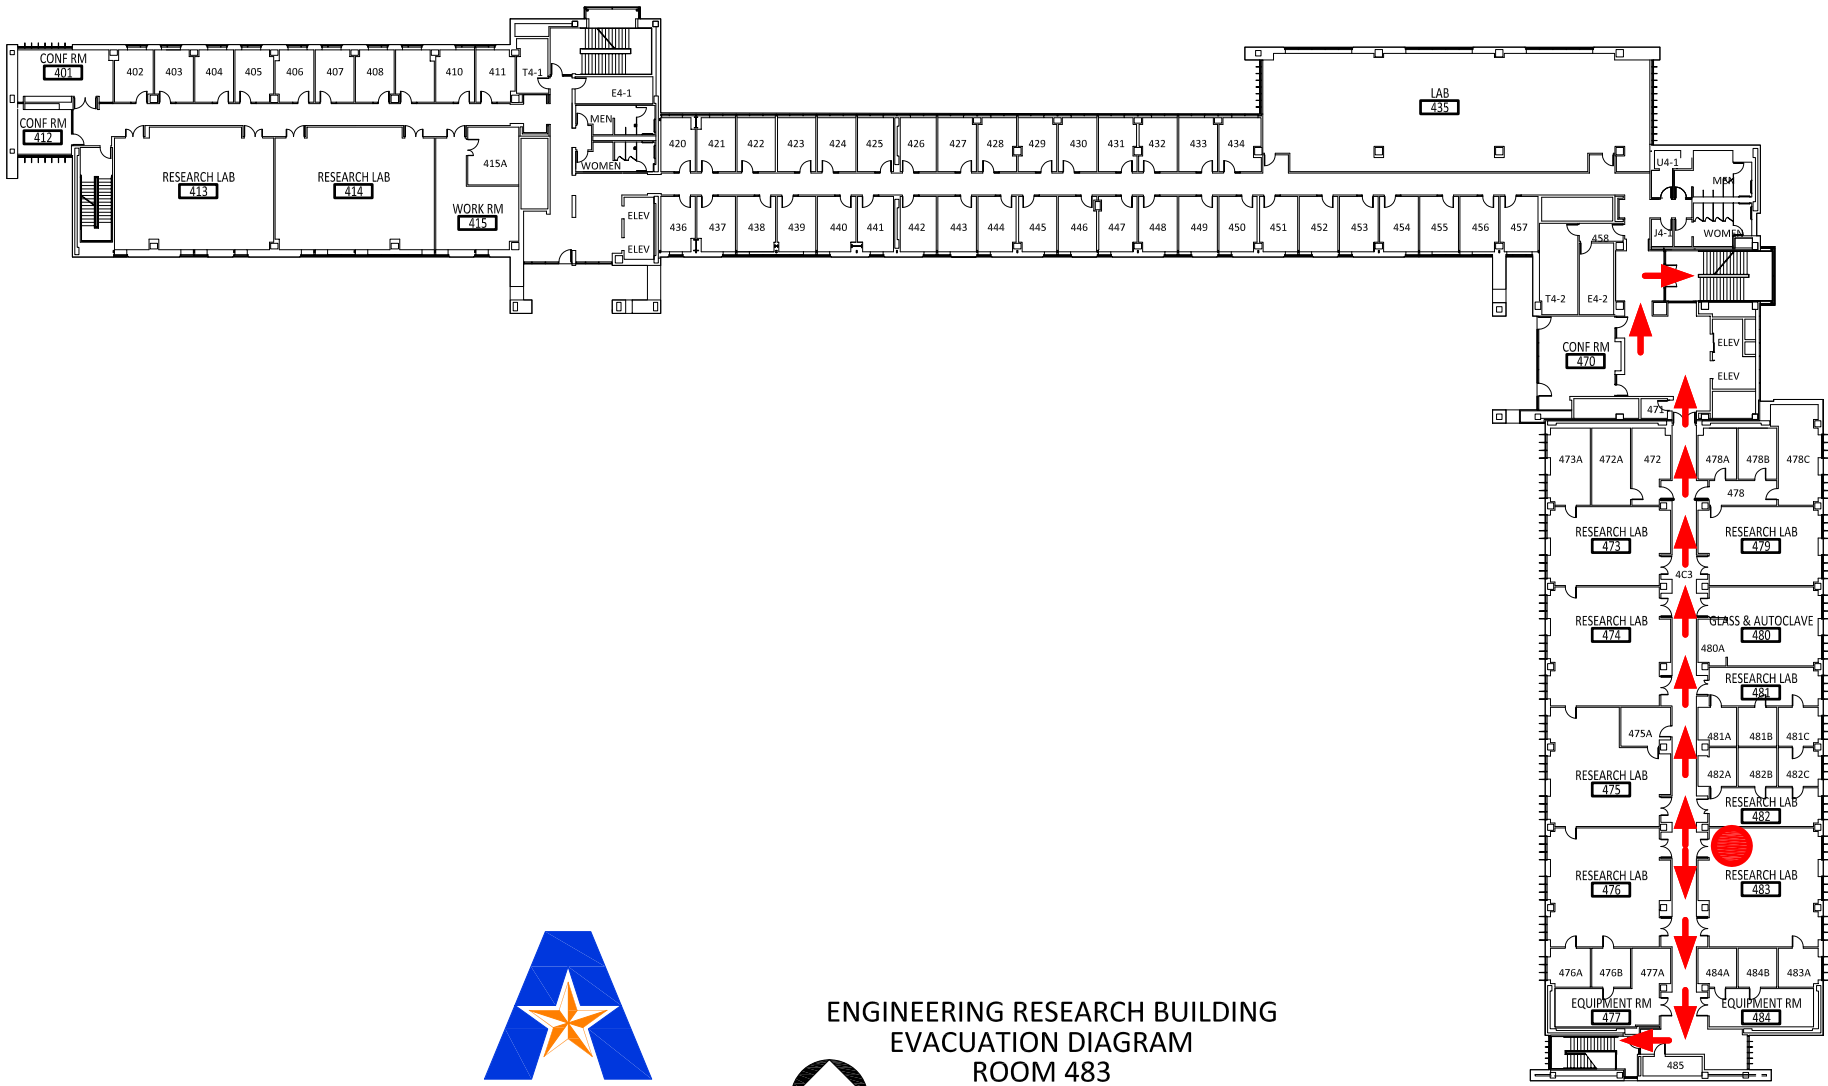 CONF RM
401
402
403
404
405
406
407
408
410
411
T4-1
E4-1
CONF RM
412
MEN
WOMEN
RESEARCH LAB
413
RESEARCH LAB
414
415A
WORK RM
415
ELEV
ELEV
420
421
422
423
424
425
426
427
428
429
430
431
432
433
434
LAB
435
436
437
438
439
440
441
442
443
444
445
446
447
448
449
450
451
452
453
454
455
456
457
458
U4-1
MEN
J4-1
WOMEN
T4-2
E4-2
CONF RM
470
ELEV
ELEV
471
473A
472A
472
478A
478B
478C
478
RESEARCH LAB
473
RESEARCH LAB
479
4C3
RESEARCH LAB
474
GLASS & AUTOCLAVE
480
480A
RESEARCH LAB
481
475A
481A
481B
481C
RESEARCH LAB
475
482A
482B
482C
RESEARCH LAB
482
RESEARCH LAB
476
RESEARCH LAB
483
476A
476B
477A
484A
484B
483A
EQUIPMENT RM
477
EQUIPMENT RM
484
485
ENGINEERING RESEARCH BUILDING
EVACUATION DIAGRAM
ROOM 483